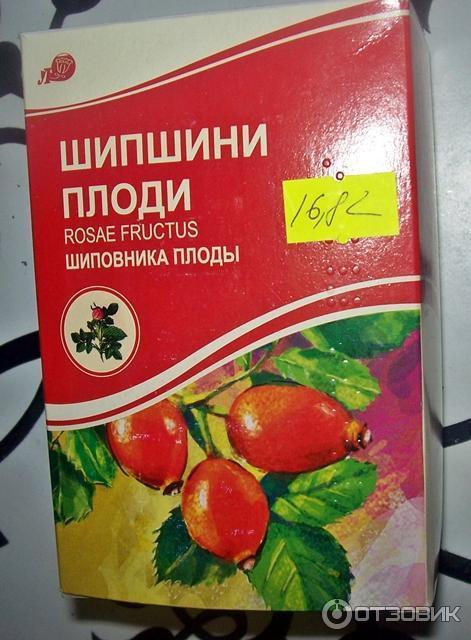 ШИПШИНИ
ПЛОДИ
ROSAE FRUCTUS
ШИПОВНИКА ПЛОДЫ
16,82
ОТЗОВИК